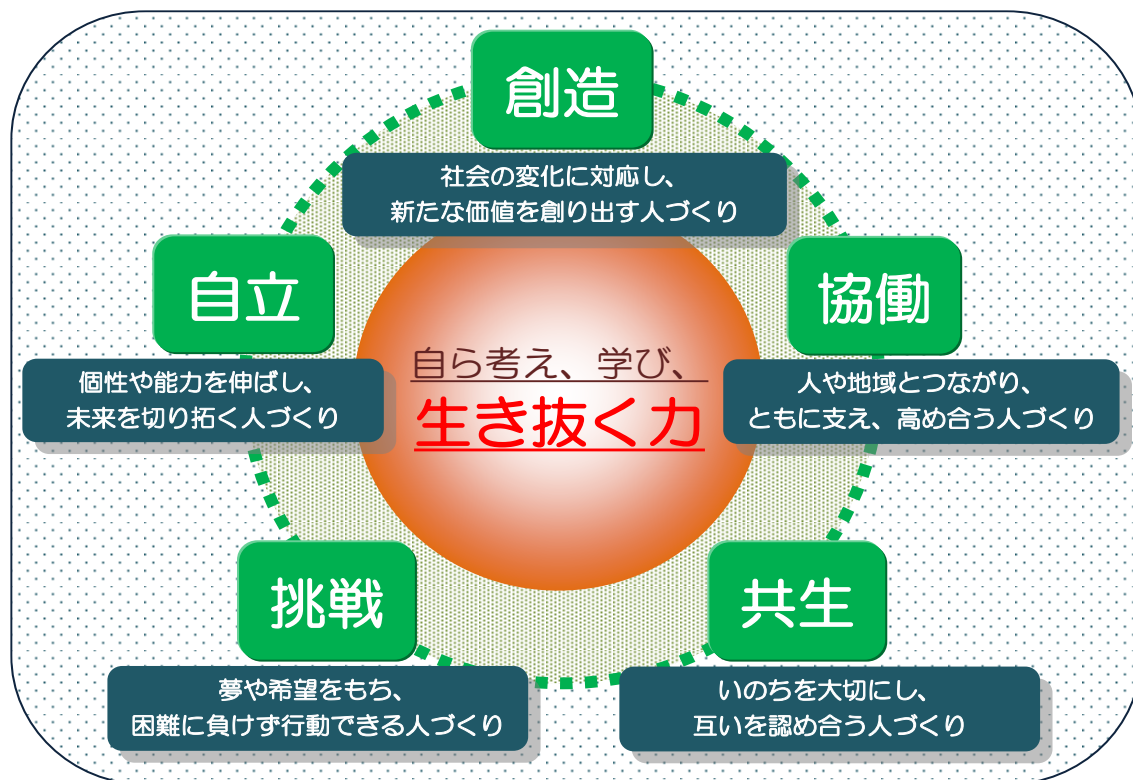 創造
社会の変化に対応し、
新たな価値を創り出す人づくり
自立
個性や能力を伸ばし、
未来を切り拓く人づくり
協働
人や地域とつながり、
ともに支え、高め合う人づくり
自ら考え、学び、
生き抜く力
挑戦
夢や希望をもち、
困難に負けず行動できる人づくり
共生
いのちを大切にし、
互いを認め合う人づくり